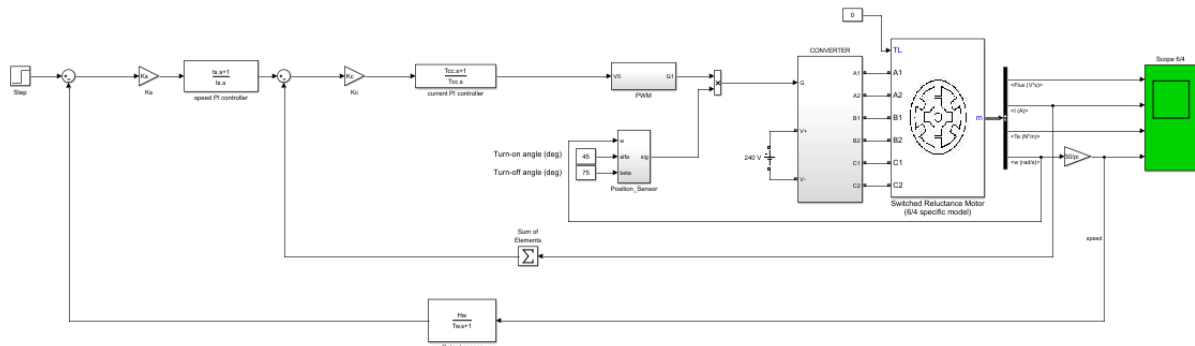 Step
Ks
Ks
ts.s+1
ts.s
speed PI controller
Kc
Kc
Tcc.s+1
Tcc.s
current PI controller
V0
G1
PWM
Turn-on angle (deg)
45
Turn-off angle (deg)
75
w
alfa
beta
sig
Position_Sensor
240 V
CONVERTER
G
V+
V-
A1
A2
B1
B2
C1
C2
0
TL
A1
A2
B1
B2
C1
C2
m
Switched Reluctance Motor
(6/4 specific model)
<Flux (V*s)>
<I (A)>
<Te (N*m)>
<w (rad/s)>
30/pi
Scope 6/4
speed
Sum of
Elements
Σ
Hw
Tw.s+1